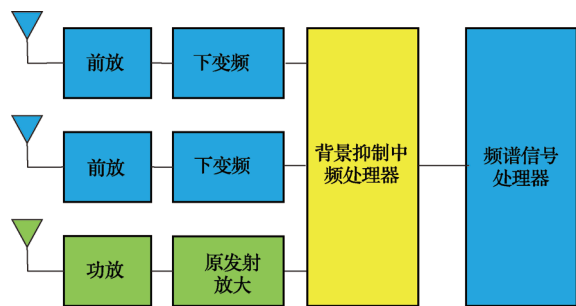 前放
下变频
前放
下变频
功放
原发射
放大
背景抑制中
频处理器
频谱信号
处理器